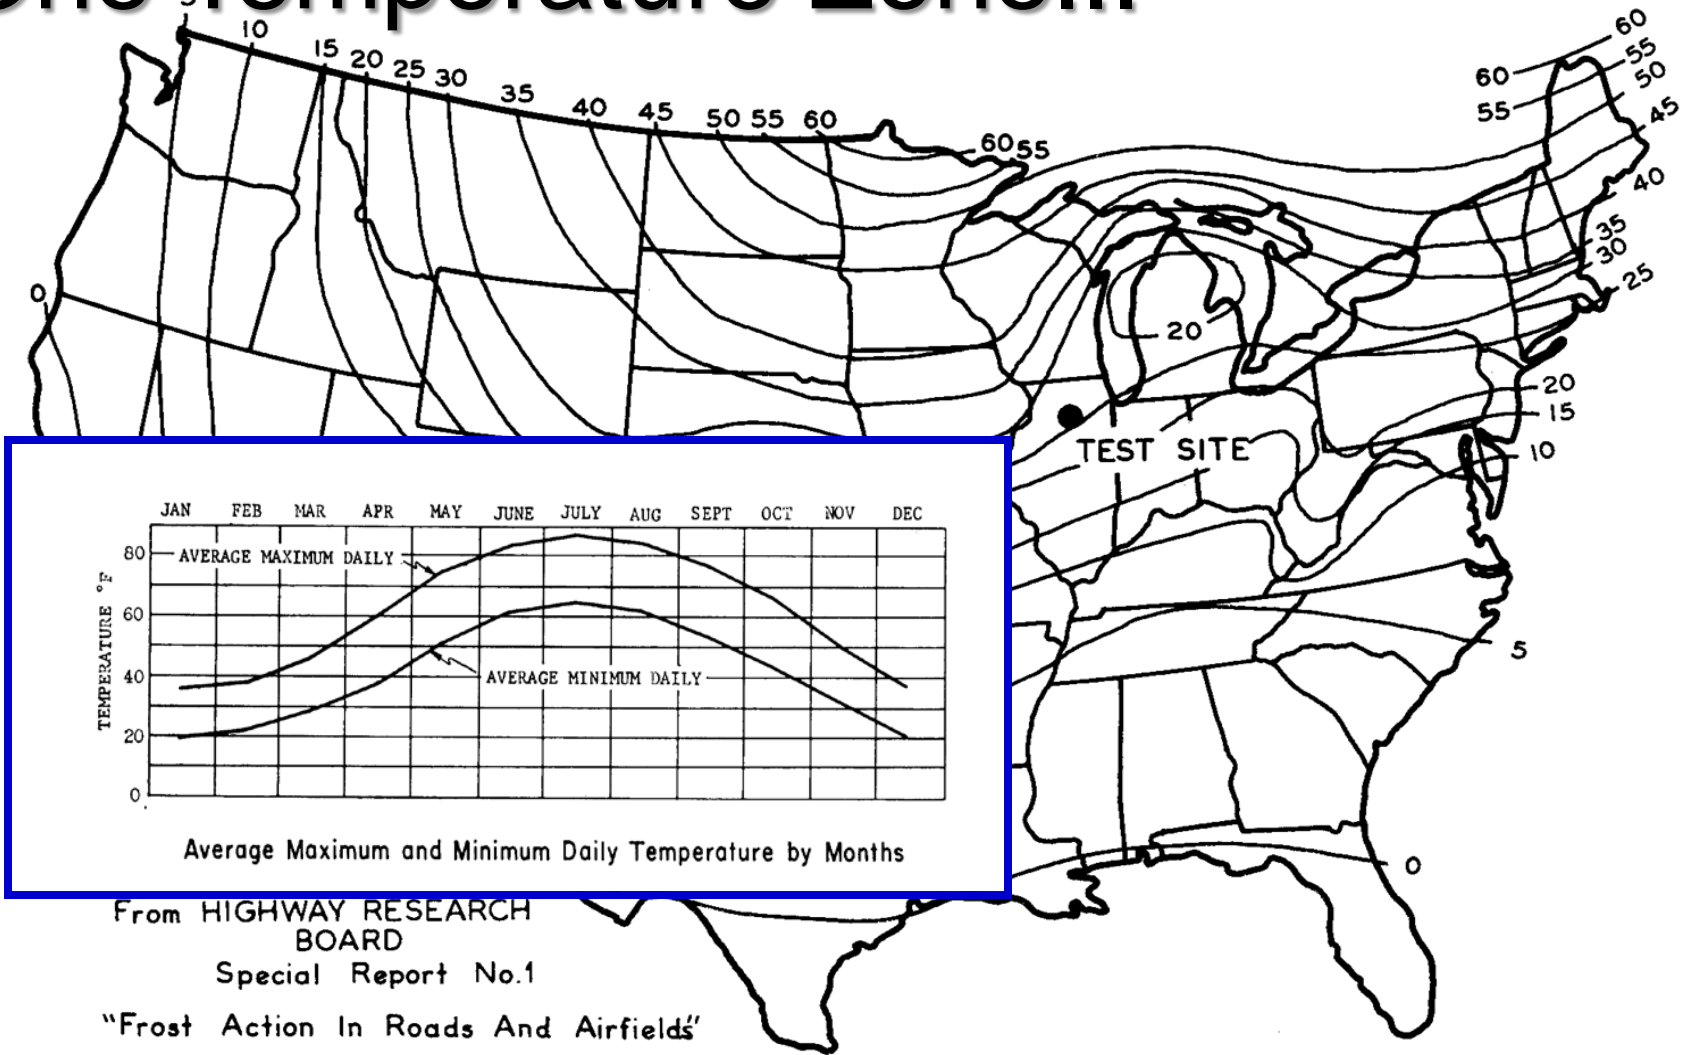 One Temperature Zone...
5
10
15 20 25 30 35 40 45 50 55 60
60 55
60
55
60
55
50
45
40
35
30
25
20
20
15
10
5
0
0
TEST SITE
JAN FEB MAR APR MAY JUNE JULY AUG SEPT OCT NOV DEC
AVERAGE MAXIMUM DAILY
AVERAGE MINIMUM DAILY
TEMPERATURE °F
80
60
40
20
0
Average Maximum and Minimum Daily Temperature by Months
From HIGHWAY RESEARCH
BOARD
Special Report No.1
"Frost Action In Roads And Airfields"